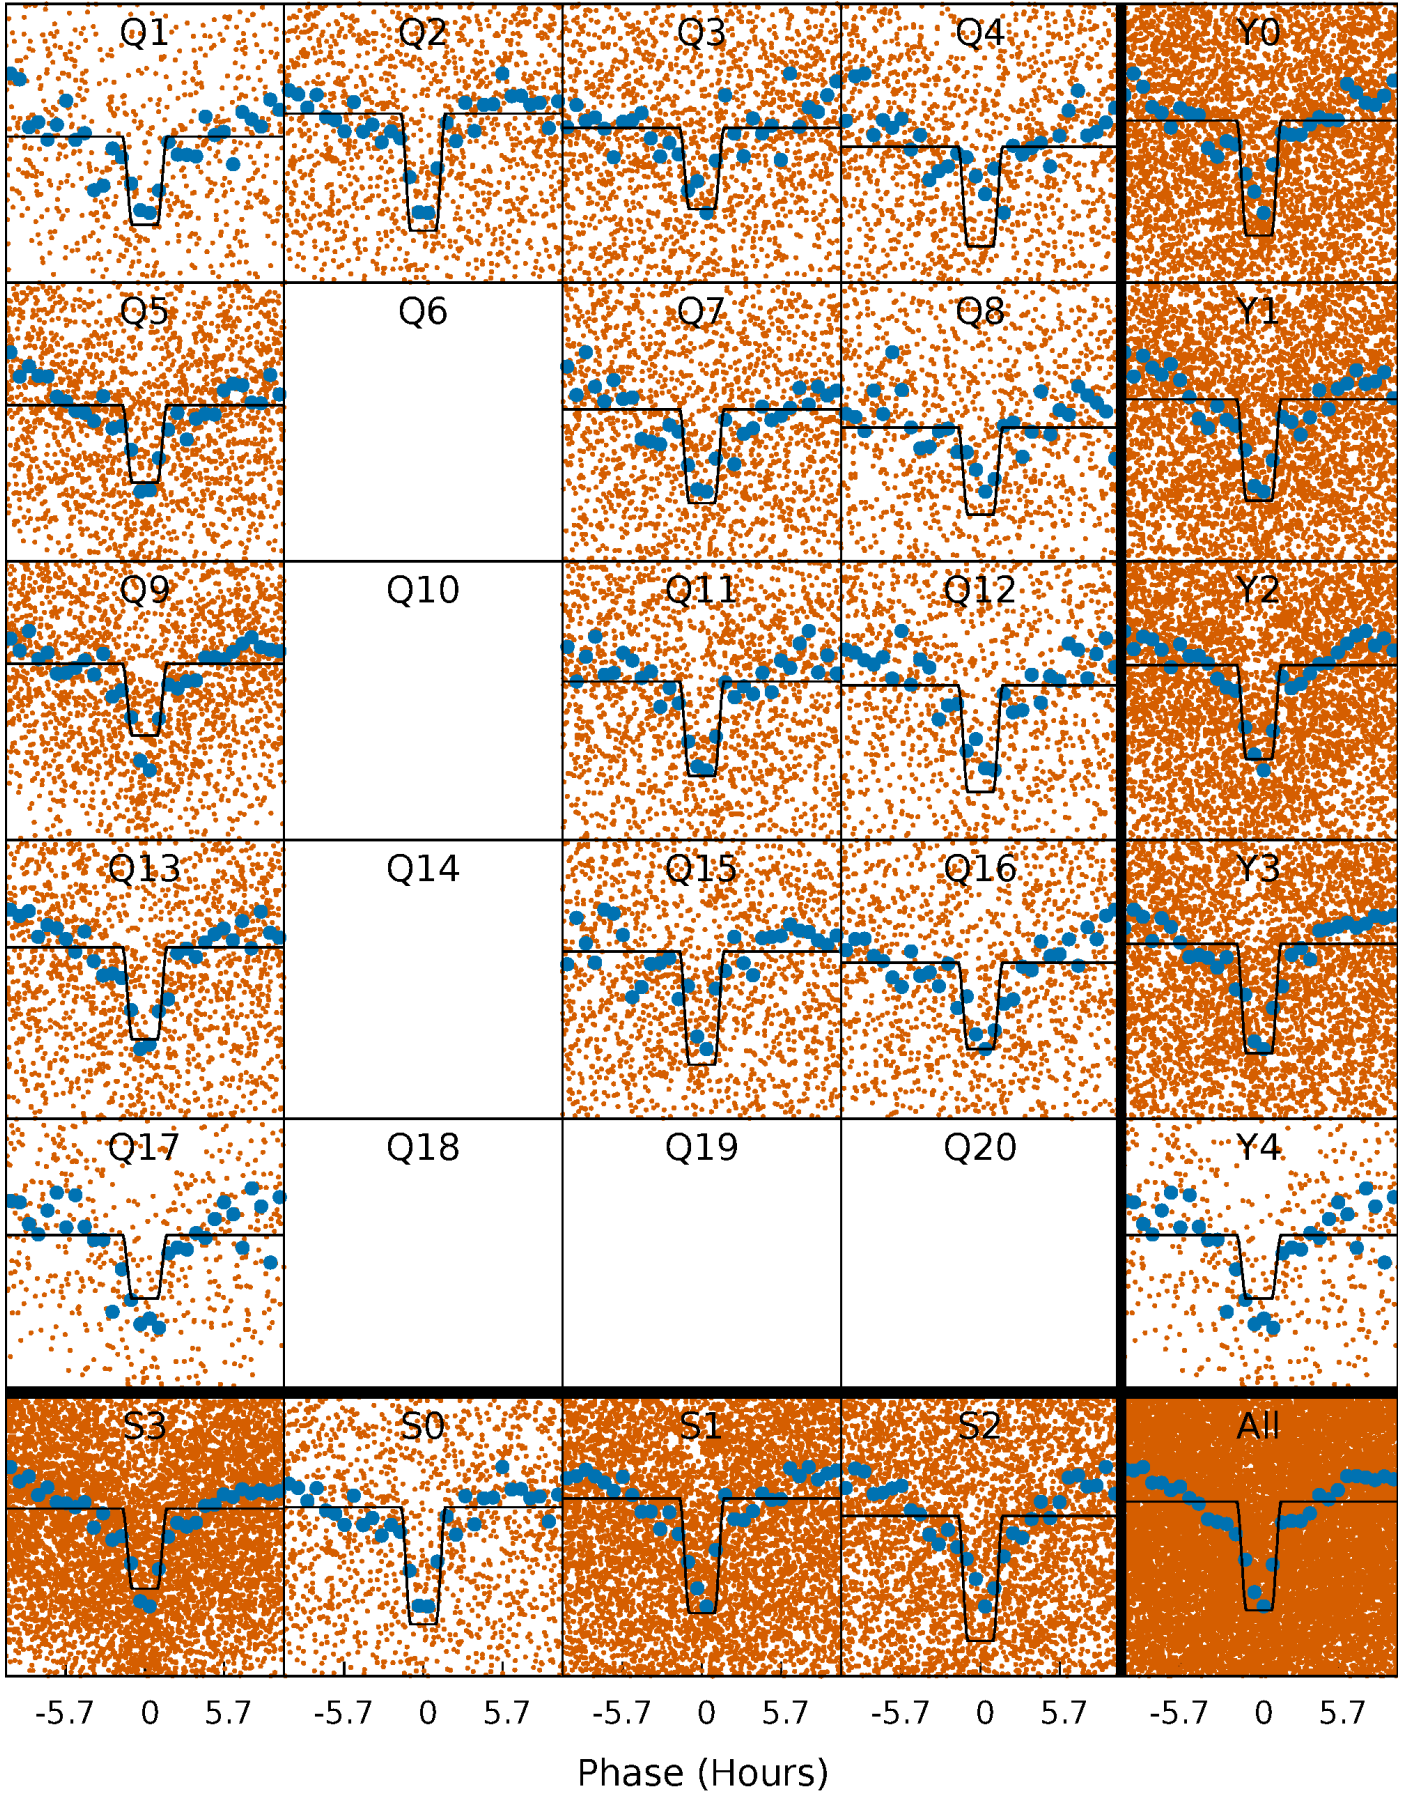 Q1 Q2 Q3 Q4 Y0
Q5 Q6 Q7 Q8 Y1
Q9 Q10 Q11 Q12 Y2
Q13 Q14 Q15 Q16 Y3
Q17 Q18 Q19 Q20 Y4
S3 S0 S1 S2 All
-5.7 0 5.7 -5.7 0 5.7 -5.7 0 5.7 -5.7 0 5.7 -5.7 0 5.7
Phase (Hours)